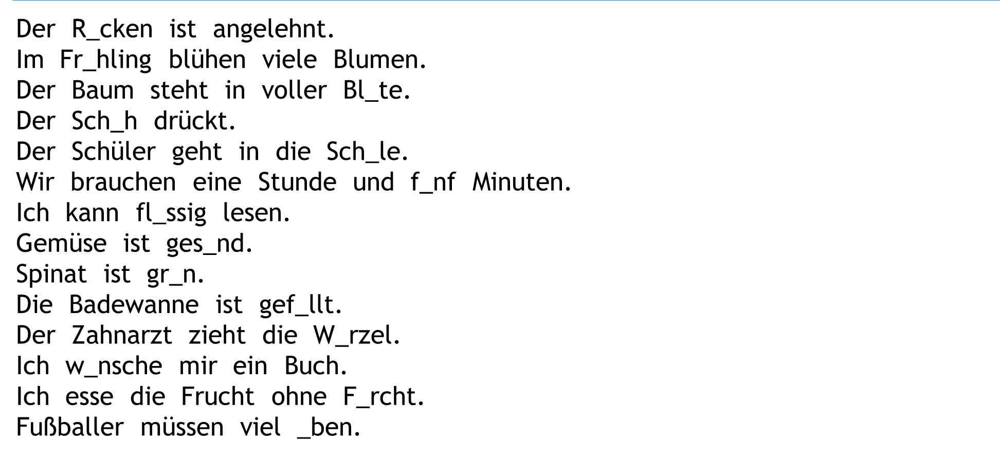 Der R_cken ist angelehnt.
Im Fr_hling blühen viele Blumen.
Der Baum steht in voller Bl_te.
Der Sch_h drückt.
Der Schüler geht in die Sch_le.
Wir brauchen eine Stunde und f_nf Minuten.
Ich kann fl_ssig lesen.
Gemüse ist ges_nd.
Spinat ist gr_n.
Die Badewanne ist gef_llt.
Der Zahnarzt zieht die W_rzel.
Ich w_nsche mir ein Buch.
Ich esse die Frucht ohne F_rcht.
Fußballer müssen viel _ben.